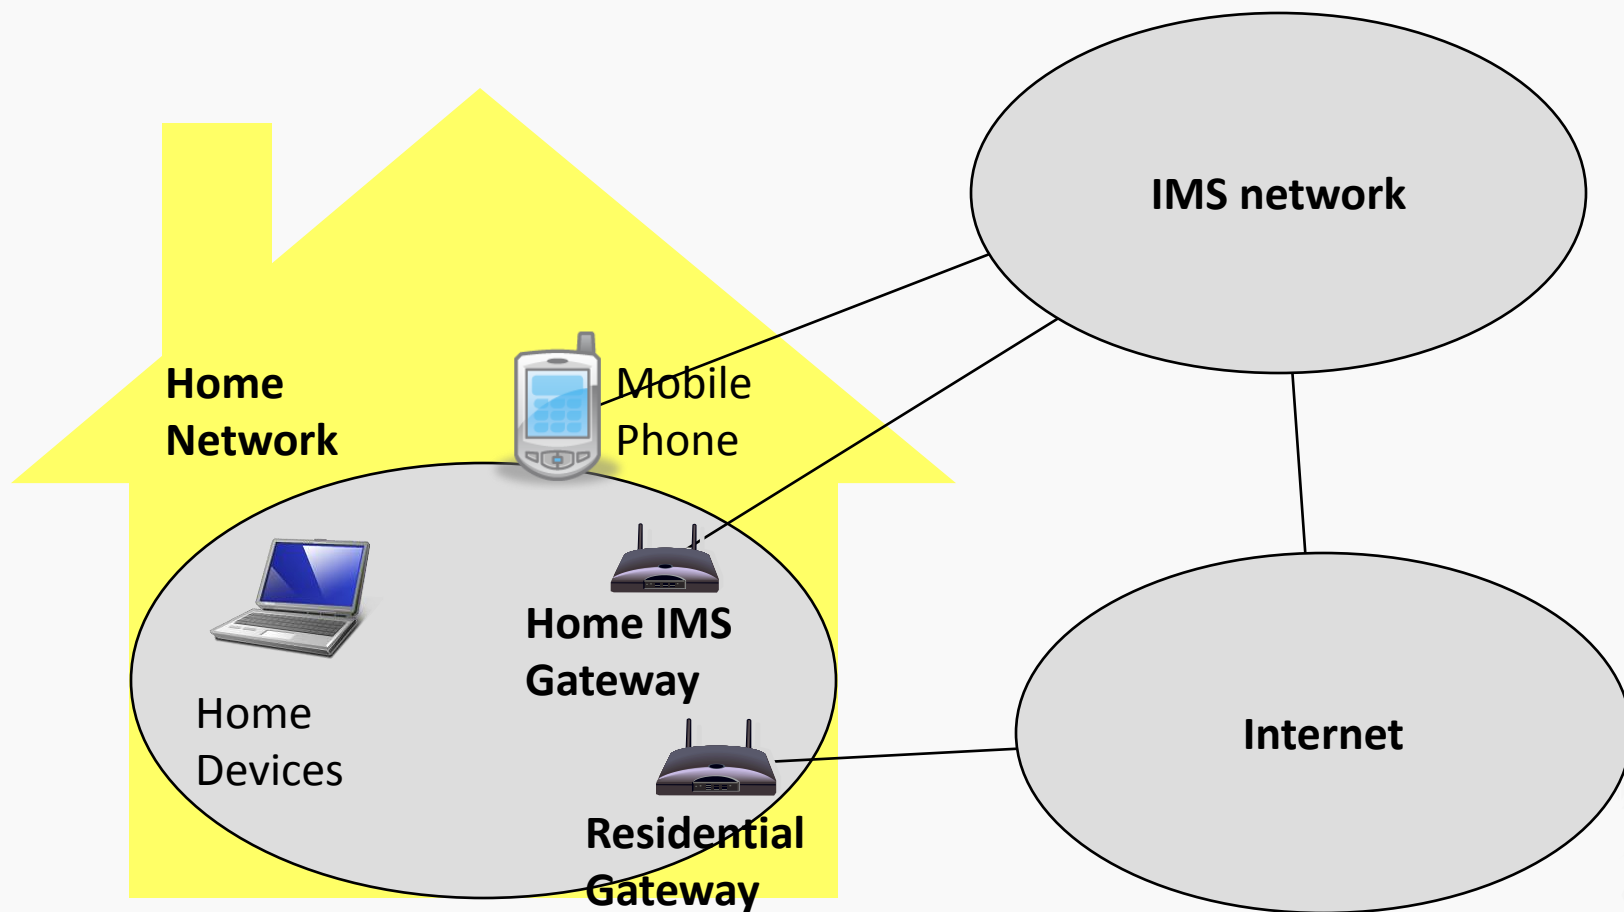 IMS network
Home
Network
Mobile
Phone
Home IMS
Gateway
Home
Devices
Internet
Residential
Gateway